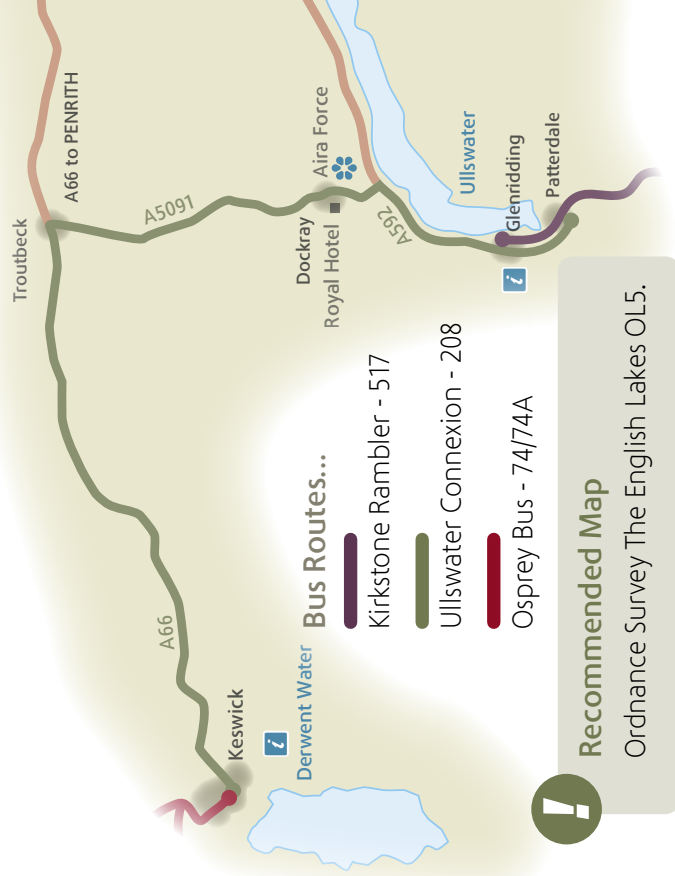 Troutbeck
A66 to PENRITH
A5091
Aira Force
Dockray
Royal Hotel
A592
Ullswater
Glenridding
Patterdale
i
A66
Keswick
i
Derwent Water
Bus Routes...
Kirkstone Rambler - 517
Ullswater Connexion - 208
Osprey Bus - 74/74A
!
Recommended Map
Ordnance Survey The English Lakes OL5.